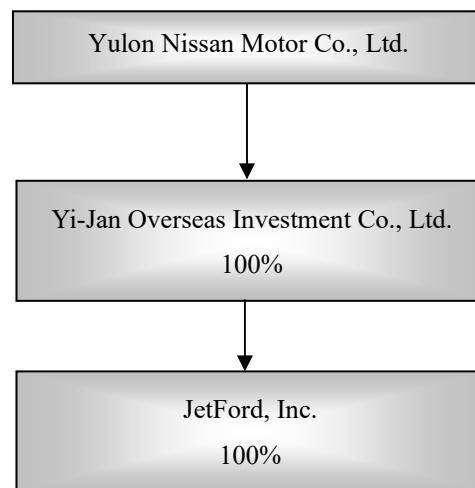 Yulon Nissan Motor Co., Ltd.
Yi-Jan Overseas Investment Co., Ltd.
100%
JetFord, Inc.
100%